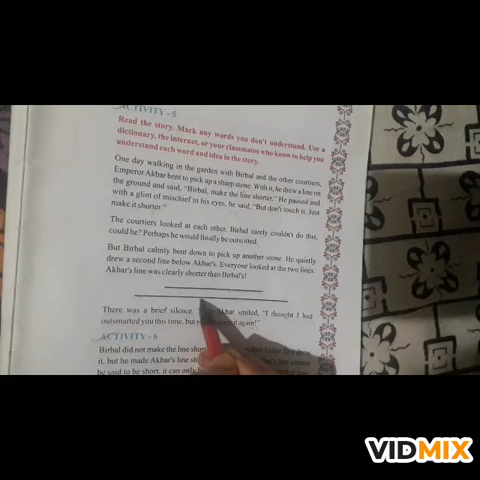 ACTIVITY - 5
Read the story. Mark any words you don't understand. Use a
dictionary, the internet, or your classmates who know to help you
understand each word and idea in the story.
One day walking in the garden with Birbal and the other courtiers,
Emperor Akbar bent to pick up a sharp stone. With it, he drew a line on
the ground and said, "Birbal, make the line shorter." He paused and
with a glint of mischief in his eyes, he said, "But don't touch it. Just
make it shorter."
The courtiers looked at each other. Birbal surely couldn't do this,
could he? Perhaps he would finally be outwitted.
But Birbal calmly bent down to pick up another stone. He quietly
drew a second line below Akbar's. Everyone looked at the two lines.
Akbar's line was clearly shorter than Birbal's!
There was a brief silence. Akbar smiled, "I thought I had
outsmarted you this time, but it again!"
ACTIVITY - 6
Birbal did not make the line
it, but he made Akbar's line
be said to be short, it can only
VIDMIX